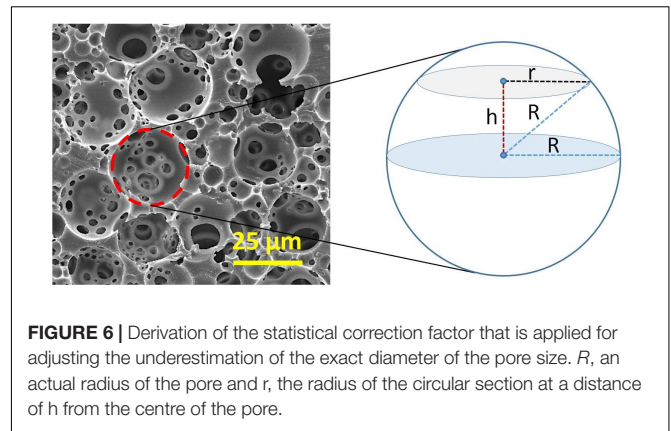 25 µm
r
h
R
R
FIGURE 6 | Derivation of the statistical correction factor that is applied for
adjusting the underestimation of the exact diameter of the pore size. R, an
actual radius of the pore and r, the radius of the circular section at a distance
of h from the centre of the pore.